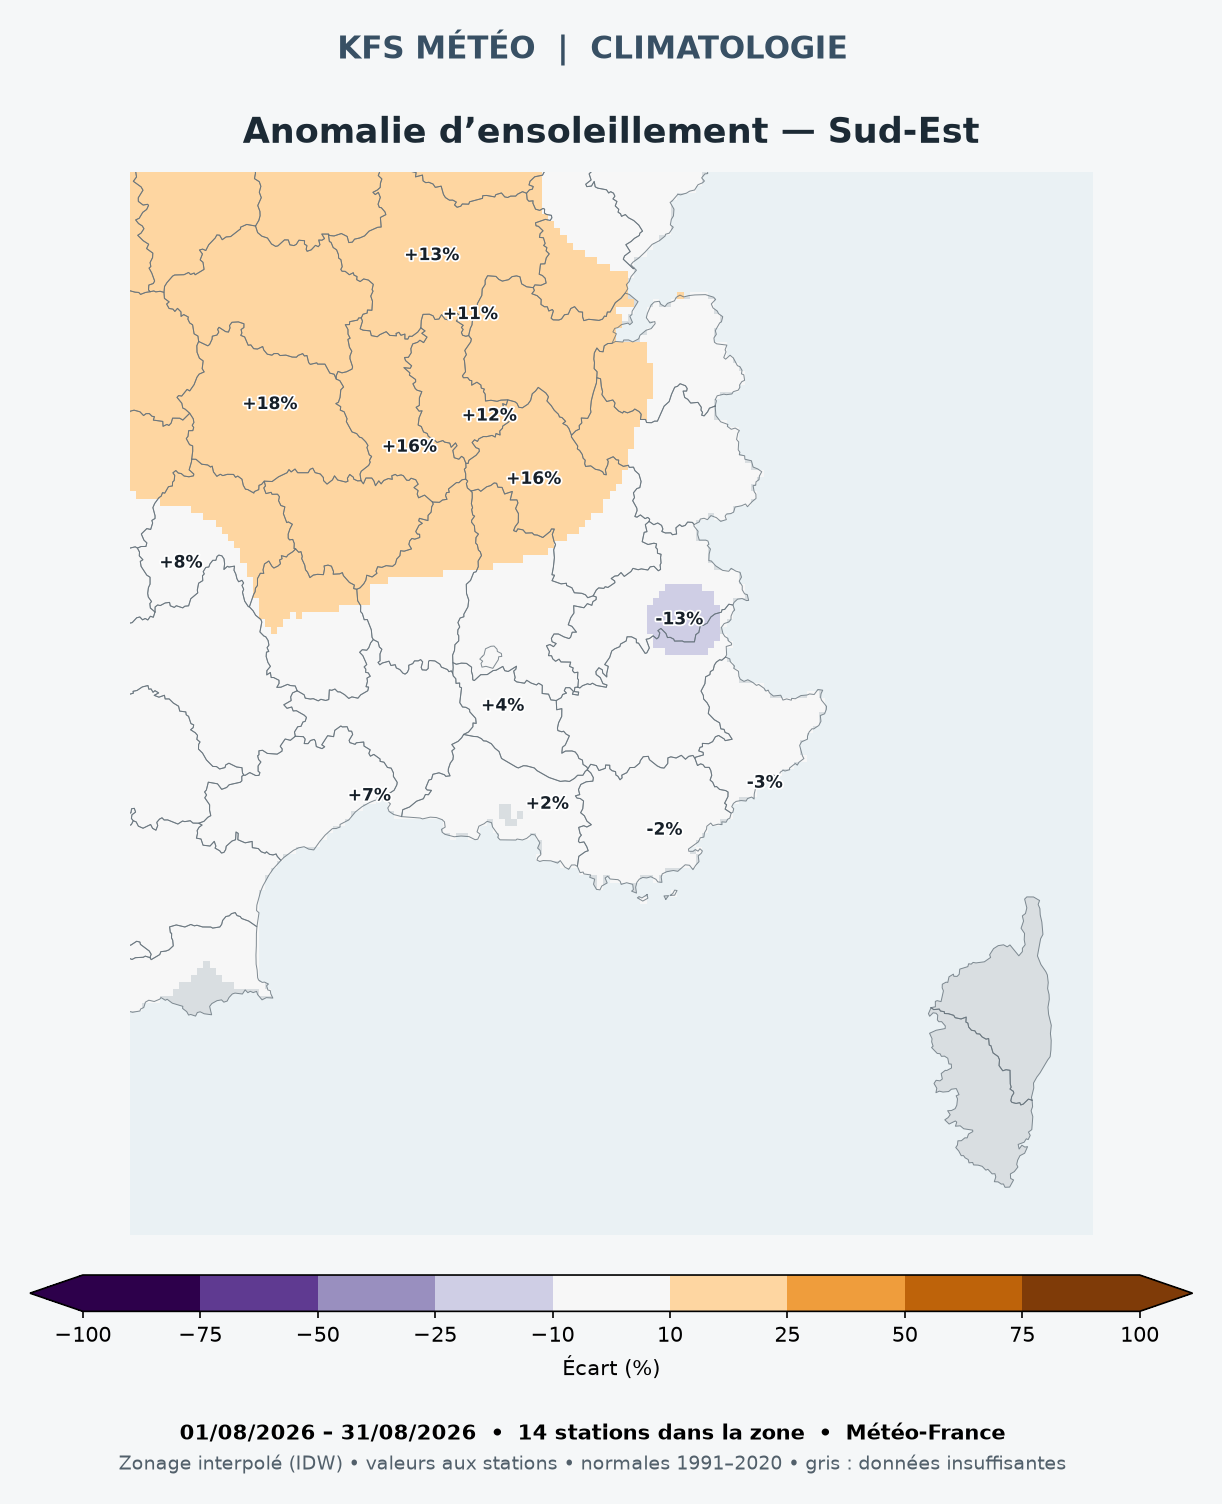 KFS MÉTÉO | CLIMATOLOGIE
Anomalie d’ensoleillement — Sud-Est
+13%
+11%
+18%
+12%
+16%
+16%
+8%
-13%
+4%
-3%
+7%
+2%
-2%
−100 −75 −50 −25 −10 10 25 50 75 100
Écart (%)
01/08/2026 – 31/08/2026 • 14 stations dans la zone • Météo-France
Zonage interpolé (IDW) • valeurs aux stations • normales 1991–2020 • gris : données insuffisantes